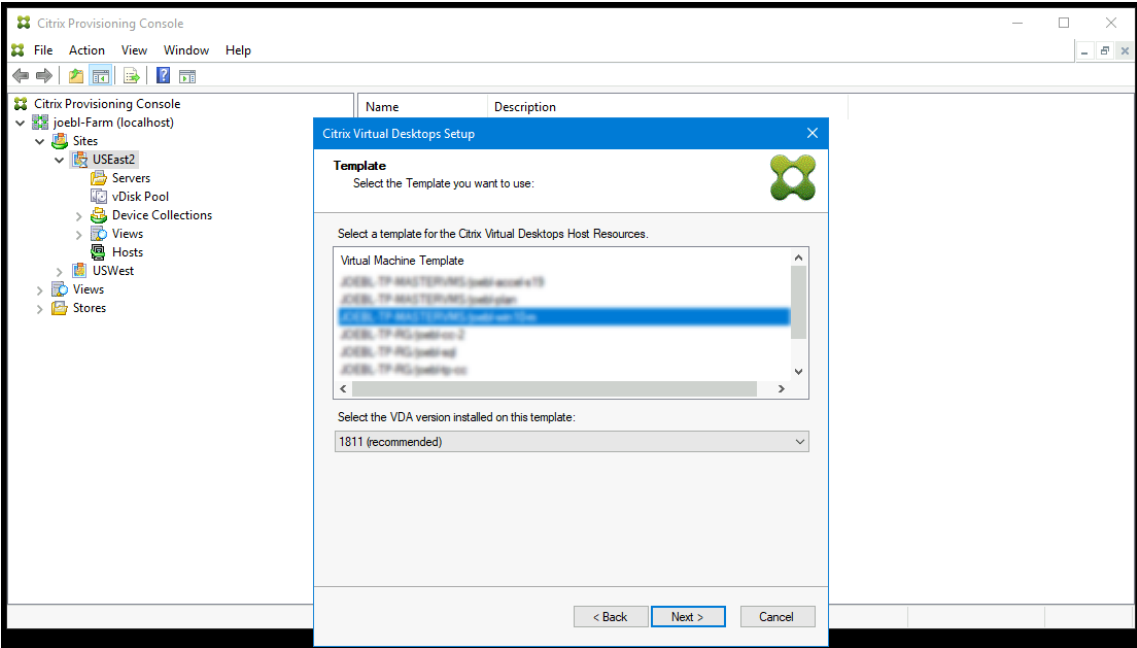 Citrix Provisioning Console
File Action View Window Help
Citrix Provisioning Console
joebl-Farm (localhost)
Sites
USEast2
Servers
vDisk Pool
Device Collections
Views
Hosts
USWest
Views
Stores
Name Description
Citrix Virtual Desktops Setup
Template
Select the Template you want to use:
Select a template for the Citrix Virtual Desktops Host Resources.
Virtual Machine Template
Select the VDA version installed on this template:
1811 (recommended)
< Back Next > Cancel